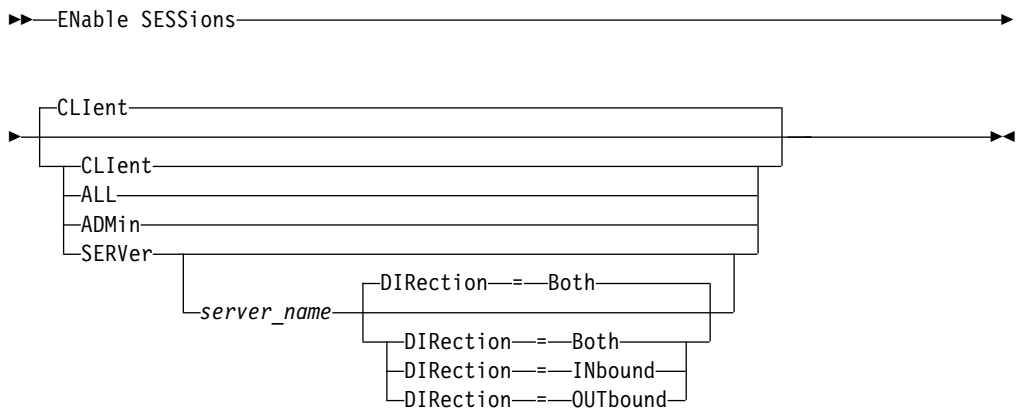 ENable SESSions
CLIent
CLIent
ALL
ADMin
SERVer
DIRection = Both
server_name
DIRection = Both
DIRection = INbound
DIRection = OUTbound